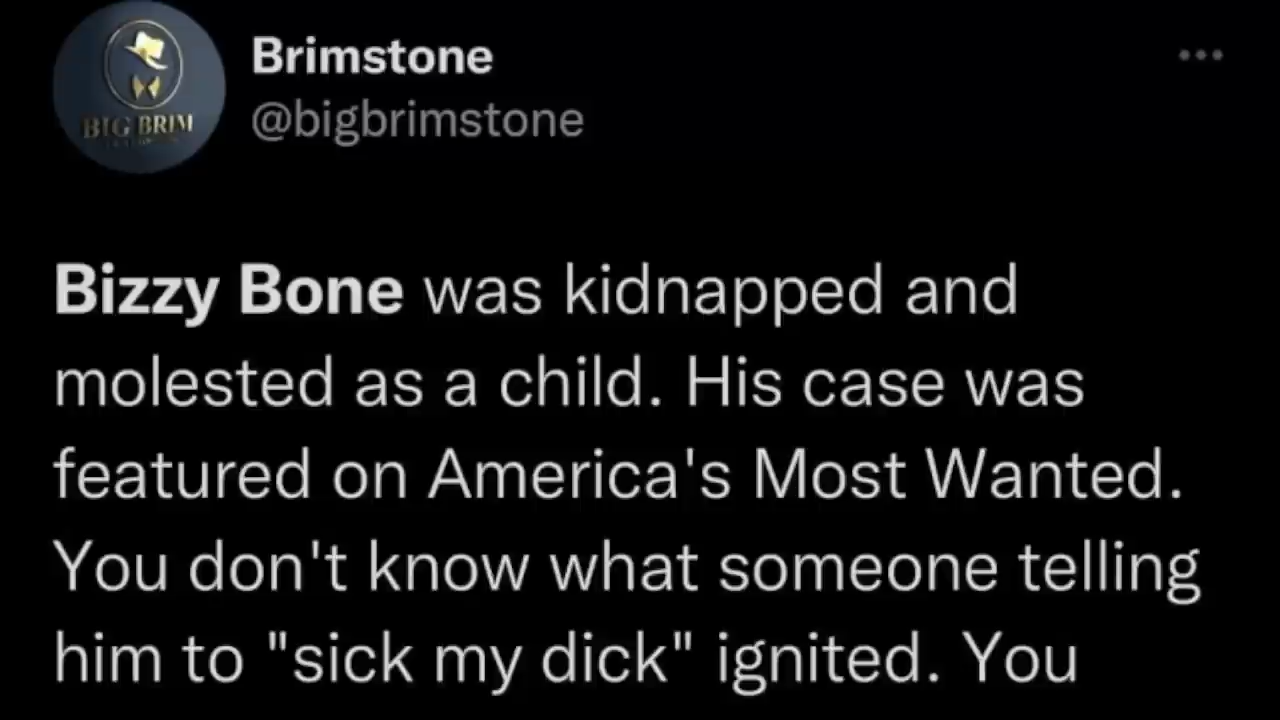 Brimstone
@bigbrimstone
BIG BRIM
Bizzy Bone was kidnapped and
molested as a child. His case was
featured on America's Most Wanted.
You don't know what someone telling
him to "sick my dick" ignited. You